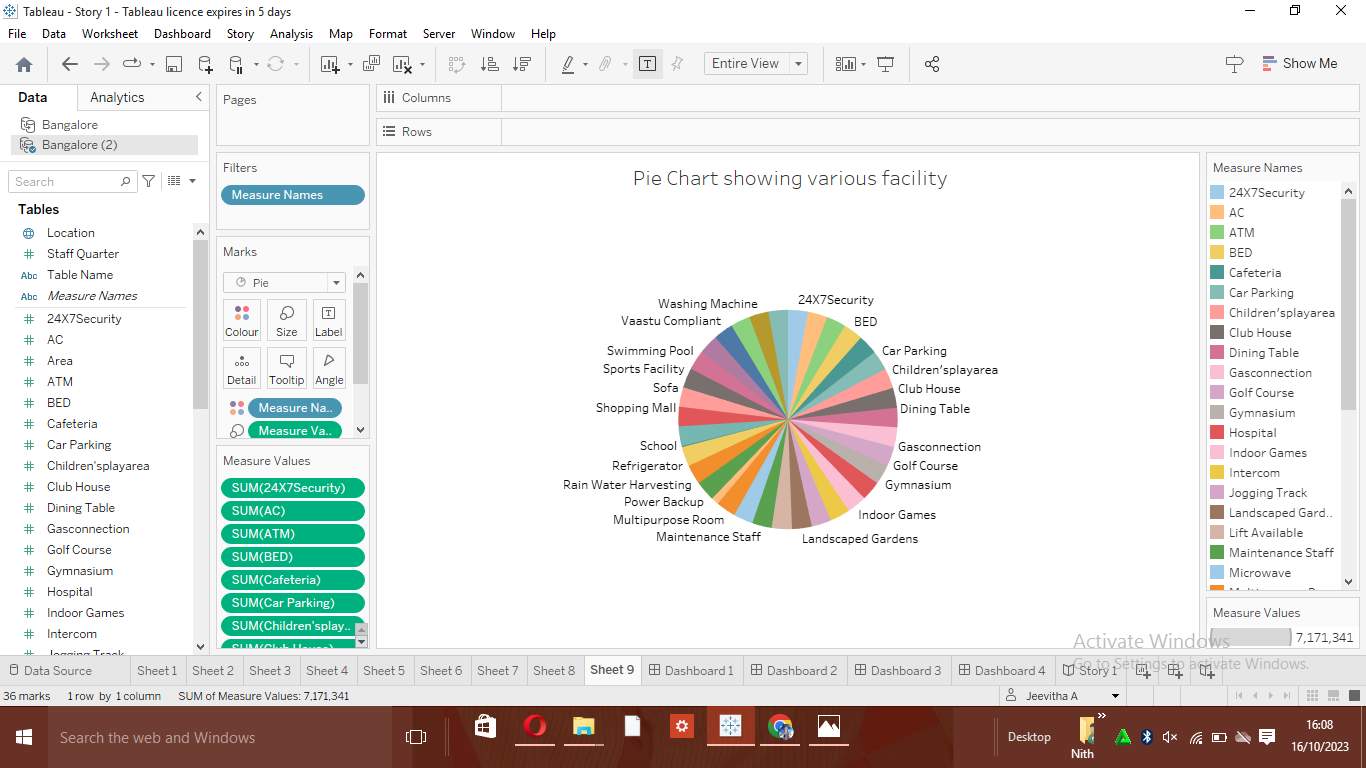 Tableau - Story 1 - Tableau licence expires in 5 days
File Data Worksheet Dashboard Story Analysis Map Format Server Window Help
Entire View
Show Me
Data Analytics
Bangalore
Bangalore (2)
Search
Tables
Location
Staff Quarter
Abc Table Name
Abc Measure Names
24X7Security
AC
Area
ATM
BED
Cafeteria
Car Parking
Children'splayarea
Club House
Dining Table
Gasconnection
Golf Course
Gymnasium
Hospital
Indoor Games
Intercom
Jogging Track
Pages
Filters
Measure Names
Marks
Pie
Colour Size Label
Detail Tooltip Angle
Measure Na..
Measure Va..
Measure Values
SUM(24X7Security)
SUM(AC)
SUM(ATM)
SUM(BED)
SUM(Cafeteria)
SUM(Car Parking)
SUM(Children'splay..
SUM(Club House)
Columns
Rows
Pie Chart showing various facility
24X7Security
BED
Car Parking
Children'splayarea
Club House
Dining Table
Gasconnection
Golf Course
Gymnasium
Indoor Games
Landscaped Gardens
Maintenance Staff
Multipurpose Room
Power Backup
Rain Water Harvesting
Refrigerator
School
Shopping Mall
Sofa
Sports Facility
Swimming Pool
Vaastu Compliant
Washing Machine
Measure Names
24X7Security
AC
ATM
BED
Cafeteria
Car Parking
Children'splayarea
Club House
Dining Table
Gasconnection
Golf Course
Gymnasium
Hospital
Indoor Games
Intercom
Jogging Track
Landscaped Gard..
Lift Available
Maintenance Staff
Microwave
Measure Values
7,171,341
Activate Windows
Go to Settings to activate Windows.
Data Source Sheet 1 Sheet 2 Sheet 3 Sheet 4 Sheet 5 Sheet 6 Sheet 7 Sheet 8 Sheet 9 Dashboard 1 Dashboard 2 Dashboard 3 Dashboard 4 Story 1
36 marks 1 row by 1 column SUM of Measure Values: 7,171,341
Jeevitha A
Search the web and Windows
Desktop
Nith
16:08
16/10/2023